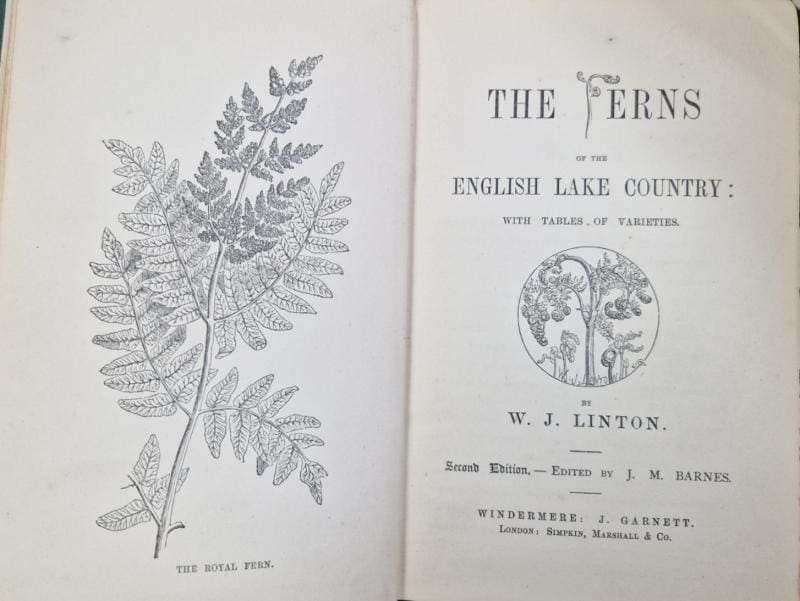 THE ROYAL FERN.
THE FERNS
OF THE
ENGLISH LAKE COUNTRY:
WITH TABLES OF VARIETIES.
BY
W. J. LINTON.
Second Edition.—EDITED BY J. M. BARNES.
WINDERMERE: J. GARNETT.
LONDON: SIMPKIN, MARSHALL & CO.